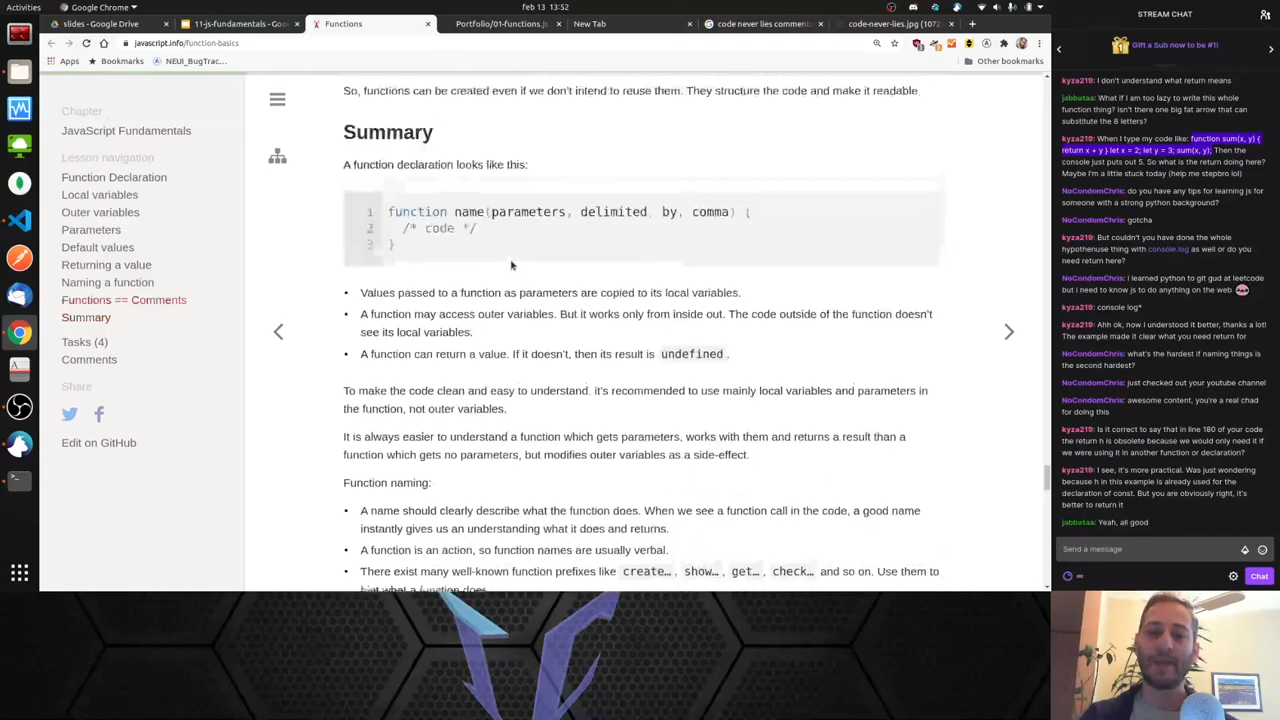 Activities
Google Chrome
févr. 13 13:52
slides – Google Drive
11-js-fundamentals - Goo
Functions
Portfolio/01-functions.js
New Tab
code never lies comment
code-never-lies.jpg (1072
javascript.info/function-basics
Apps
Bookmarks
NEUI_BugTrac...
Other bookmarks
Chapter
JavaScript Fundamentals
Lesson navigation
Function Declaration
Local variables
Outer variables
Parameters
Default values
Returning a value
Naming a function
Functions == Comments
Summary
Tasks (4)
Comments
Share
Edit on GitHub
So, functions can be created even if we don't intend to reuse them. They structure the code and make it readable.
Summary
A function declaration looks like this:
1 function name(parameters, delimited, by, comma) {
2 /* code */
3 }
• Values passed to a function as parameters are copied to its local variables.
• A function may access outer variables. But it works only from inside out. The code outside of the function doesn't
see its local variables.
• A function can return a value. If it doesn't, then its result is undefined.
To make the code clean and easy to understand, it's recommended to use mainly local variables and parameters in
the function, not outer variables.
It is always easier to understand a function which gets parameters, works with them and returns a result than a
function which gets no parameters, but modifies outer variables as a side-effect.
Function naming:
• A name should clearly describe what the function does. When we see a function call in the code, a good name
instantly gives us an understanding what it does and returns.
• A function is an action, so function names are usually verbal.
• There exist many well-known function prefixes like create…, show…, get…, check… and so on. Use them to
hint what a function does.
STREAM CHAT
Gift a Sub now to be #1!
kyza219: I don't understand what return means
jabbataa: What if I am too lazy to write this whole
function thing? Isn't there one big fat arrow that can
substitute the 8 letters?
kyza219: When I type my code like: function sum(x, y) {
return x + y } let x = 2; let y = 3; sum(x, y); Then the
console just puts out 5. So what is the return doing here?
Maybe I'm a little stuck today (help me stepbro lol)
NoCondomChris: do you have any tips for learning js for
someone with a strong python background?
NoCondomChris: gotcha
kyza219: But couldn't you have done the whole
hypothenuse thing with console.log as well or do you
need return here?
NoCondomChris: i learned python to git gud at leetcode
but i need to know js to do anything on the web
kyza219: console log*
kyza219: Ahh ok, now I understood it better, thanks a lot!
The example made it clear what you need return for
NoCondomChris: what's the hardest if naming things is
the second hardest?
NoCondomChris: just checked out your youtube channel
NoCondomChris: awesome content, you're a real chad
for doing this
kyza219: Is it correct to say that in line 180 of your code
the return h is obsolete because we would only need it if
we were using it in another function or declaration?
kyza219: I see, it's more practical. Was just wondering
because h in this example is already used for the
declaration of const. But you are obviously right, it's
better to return it
jabbataa: Yeah, all good
Send a message
Chat